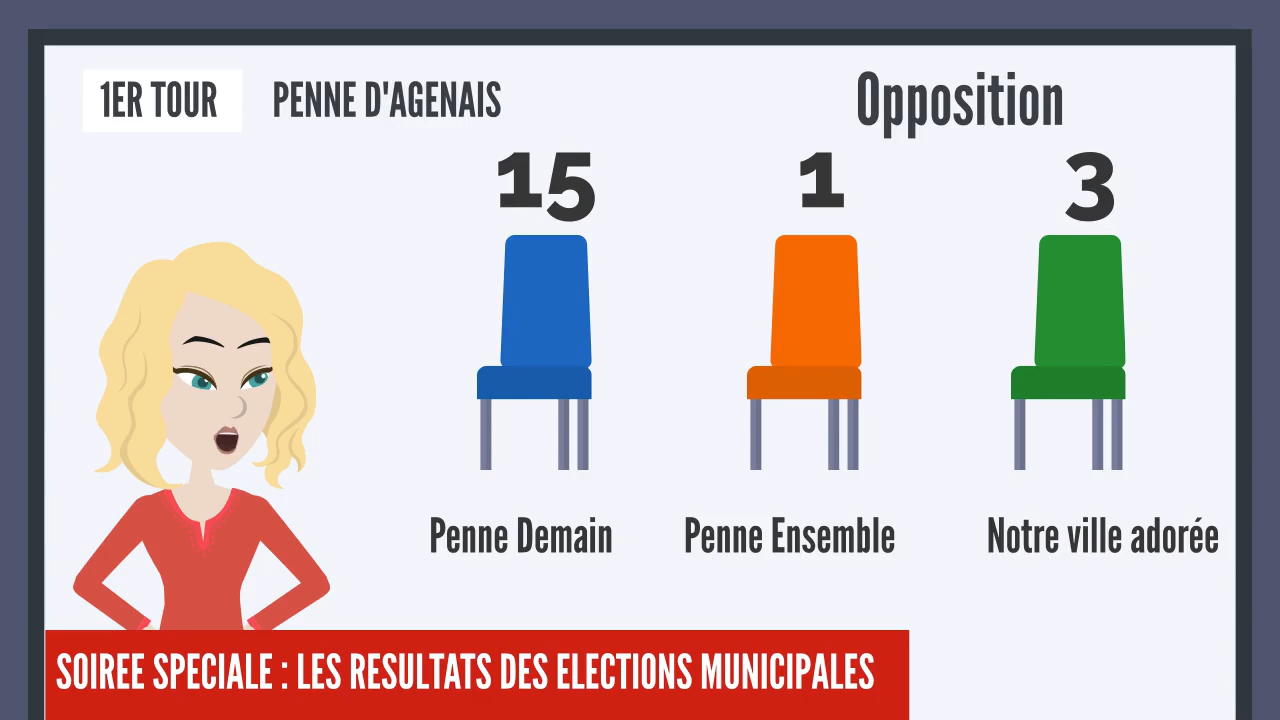 1ER TOUR
PENNE D'AGENAIS
Opposition
15
1
3
Penne Demain
Penne Ensemble
Notre ville adorée
SOIREE SPECIALE : LES RESULTATS DES ELECTIONS MUNICIPALES